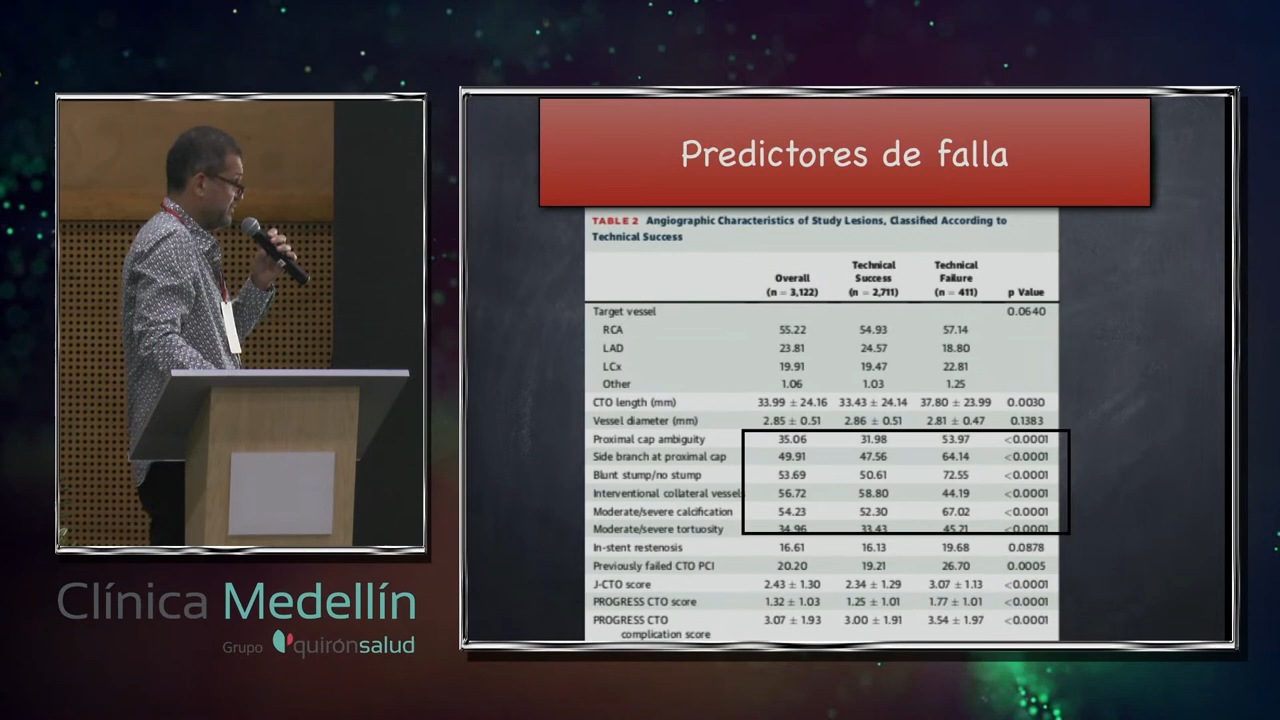 Predictores de falla
TABLE 2 Angiographic Characteristics of Study Lesions, Classified According to
Technical Success
Overall (n = 3,122) Technical Success (n = 2,711) Technical Failure (n = 411) p Value
Target vessel 0.0640
RCA 55.22 54.93 57.14
LAD 23.81 24.57 18.80
LCx 19.91 19.47 22.81
Other 1.06 1.03 1.25
CTO length (mm) 33.99 ± 24.16 33.43 ± 24.14 37.80 ± 23.99 0.0030
Vessel diameter (mm) 2.85 ± 0.51 2.86 ± 0.51 2.81 ± 0.47 0.1383
Proximal cap ambiguity 35.06 31.98 53.97 <0.0001
Side branch at proximal cap 49.91 47.56 64.14 <0.0001
Blunt stump/no stump 53.69 50.61 72.55 <0.0001
Interventional collateral vessels 56.72 58.80 44.19 <0.0001
Moderate/severe calcification 54.23 52.30 67.02 <0.0001
Moderate/severe tortuosity 34.96 33.43 45.21 <0.0001
In-stent restenosis 16.61 16.13 19.68 0.0878
Previously failed CTO PCI 20.20 19.21 26.70 0.0005
J-CTO score 2.43 ± 1.30 2.34 ± 1.29 3.07 ± 1.13 <0.0001
PROGRESS CTO score 1.32 ± 1.03 1.25 ± 1.01 1.77 ± 1.01 <0.0001
PROGRESS CTO 3.07 ± 1.93 3.00 ± 1.91 3.54 ± 1.97 <0.0001
complication score
Clínica Medellín
Grupo quirónsalud